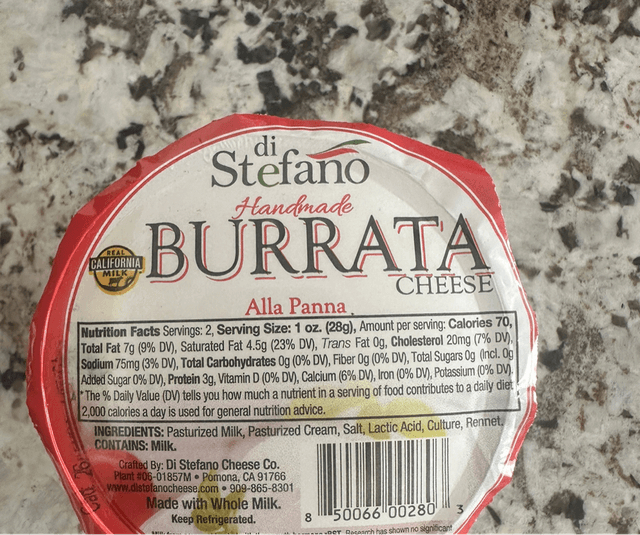 di
Stefano
Handmade
BURRATA
CHEESE
REAL
CALIFORNIA
MILK
Alla Panna
Nutrition Facts Servings: 2, Serving Size: 1 oz. (28g), Amount per serving: Calories 70,
Total Fat 7g (9% DV), Saturated Fat 4.5g (23% DV), Trans Fat 0g, Cholesterol 20mg (7% DV),
Sodium 75mg (3% DV), Total Carbohydrates 0g (0% DV), Fiber 0g (0% DV), Total Sugars 0g (Incl. 0g
Added Sugar 0% DV), Protein 3g, Vitamin D (0% DV), Calcium (6% DV), Iron (0% DV), Potassium (0% DV).
*The % Daily Value (DV) tells you how much a nutrient in a serving of food contributes to a daily diet
2,000 calories a day is used for general nutrition advice.
INGREDIENTS: Pasturized Milk, Pasturized Cream, Salt, Lactic Acid, Culture, Rennet.
CONTAINS: Milk.
Crafted By: Di Stefano Cheese Co.
Plant #06-01857M • Pomona, CA 91766
www.distefanocheese.com • 909-865-8301
Made with Whole Milk.
Keep Refrigerated.
8 50066 00280 3
rBST. Research has shown no significant